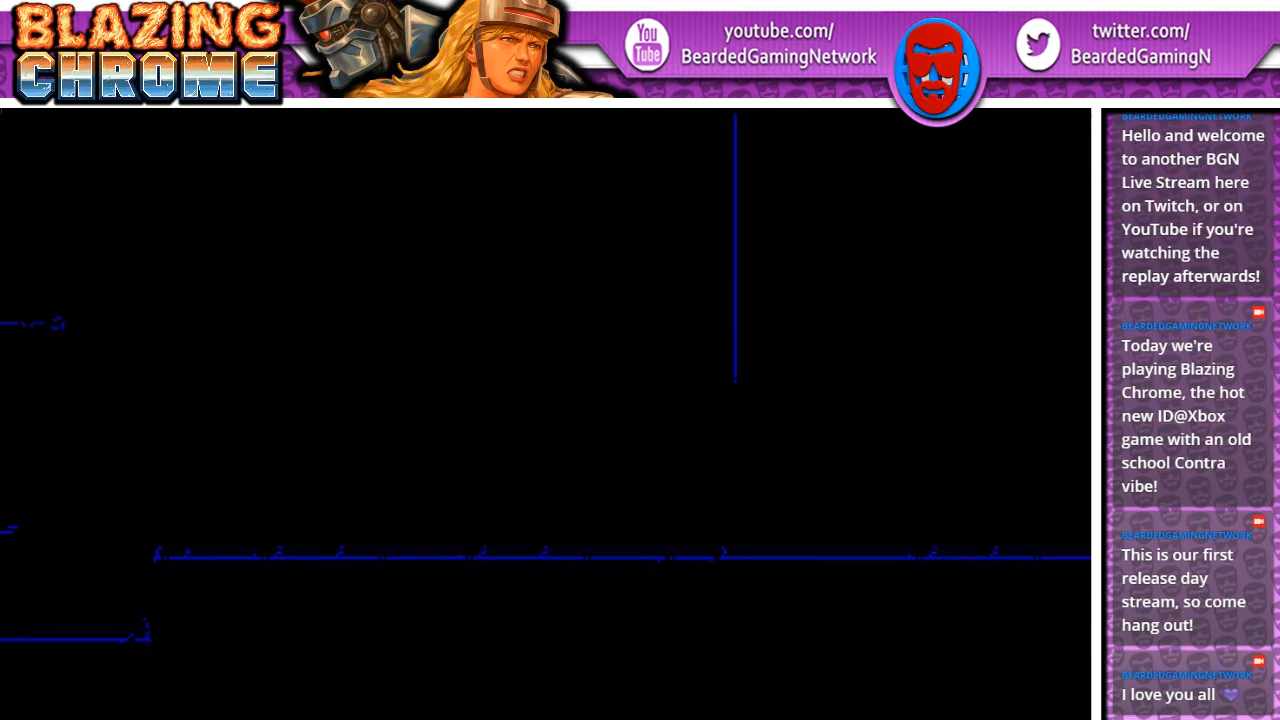 BLAZING
CHROME
You
Tube
youtube.com/
BeardedGamingNetwork
twitter.com/
BeardedGamingN
BEARDEDGAMINGNETWORK
Hello and welcome
to another BGN
Live Stream here
on Twitch, or on
YouTube if you're
watching the
replay afterwards!
BEARDEDGAMINGNETWORK
Today we're
playing Blazing
Chrome, the hot
new ID@Xbox
game with an old
school Contra
vibe!
BEARDEDGAMINGNETWORK
This is our first
release day
stream, so come
hang out!
BEARDEDGAMINGNETWORK
I love you all 💜